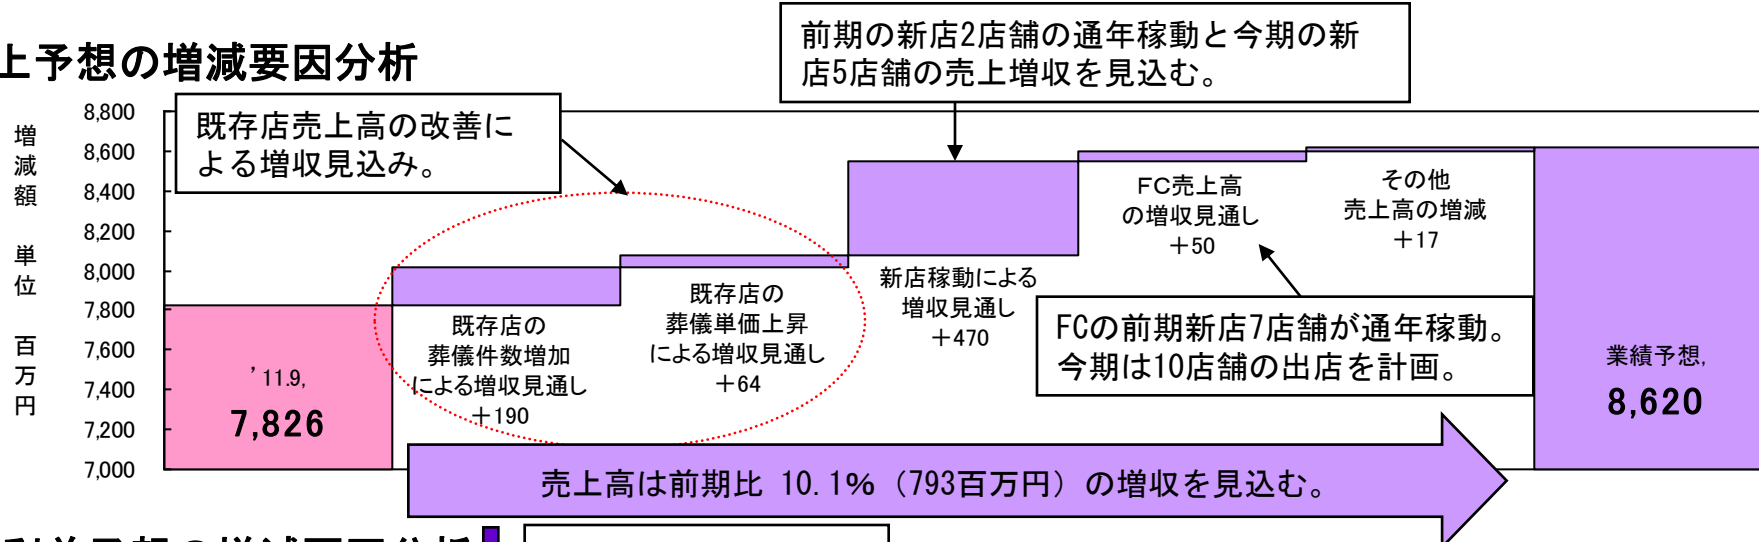 上予想の増減要因分析
前期の新店2店舗の通年稼動と今期の新
店5店舗の売上増収を見込む。
既存店売上高の改善に
よる増収見込み。
増減額 単位 百万円
8,800
8,600
8,400
8,200
8,000
7,800
7,600
7,400
7,200
7,000
’11.9,
7,826
既存店の
葬儀件数増加
による増収見通し
＋190
既存店の
葬儀単価上昇
による増収見通し
＋64
新店稼動による
増収見通し
＋470
ＦＣ売上高
の増収見通し
＋50
その他
売上高の増減
＋17
FCの前期新店7店舗が通年稼動。
今期は10店舗の出店を計画。
業績予想,
8,620
売上高は前期比 10.1%（793百万円）の増収を見込む。